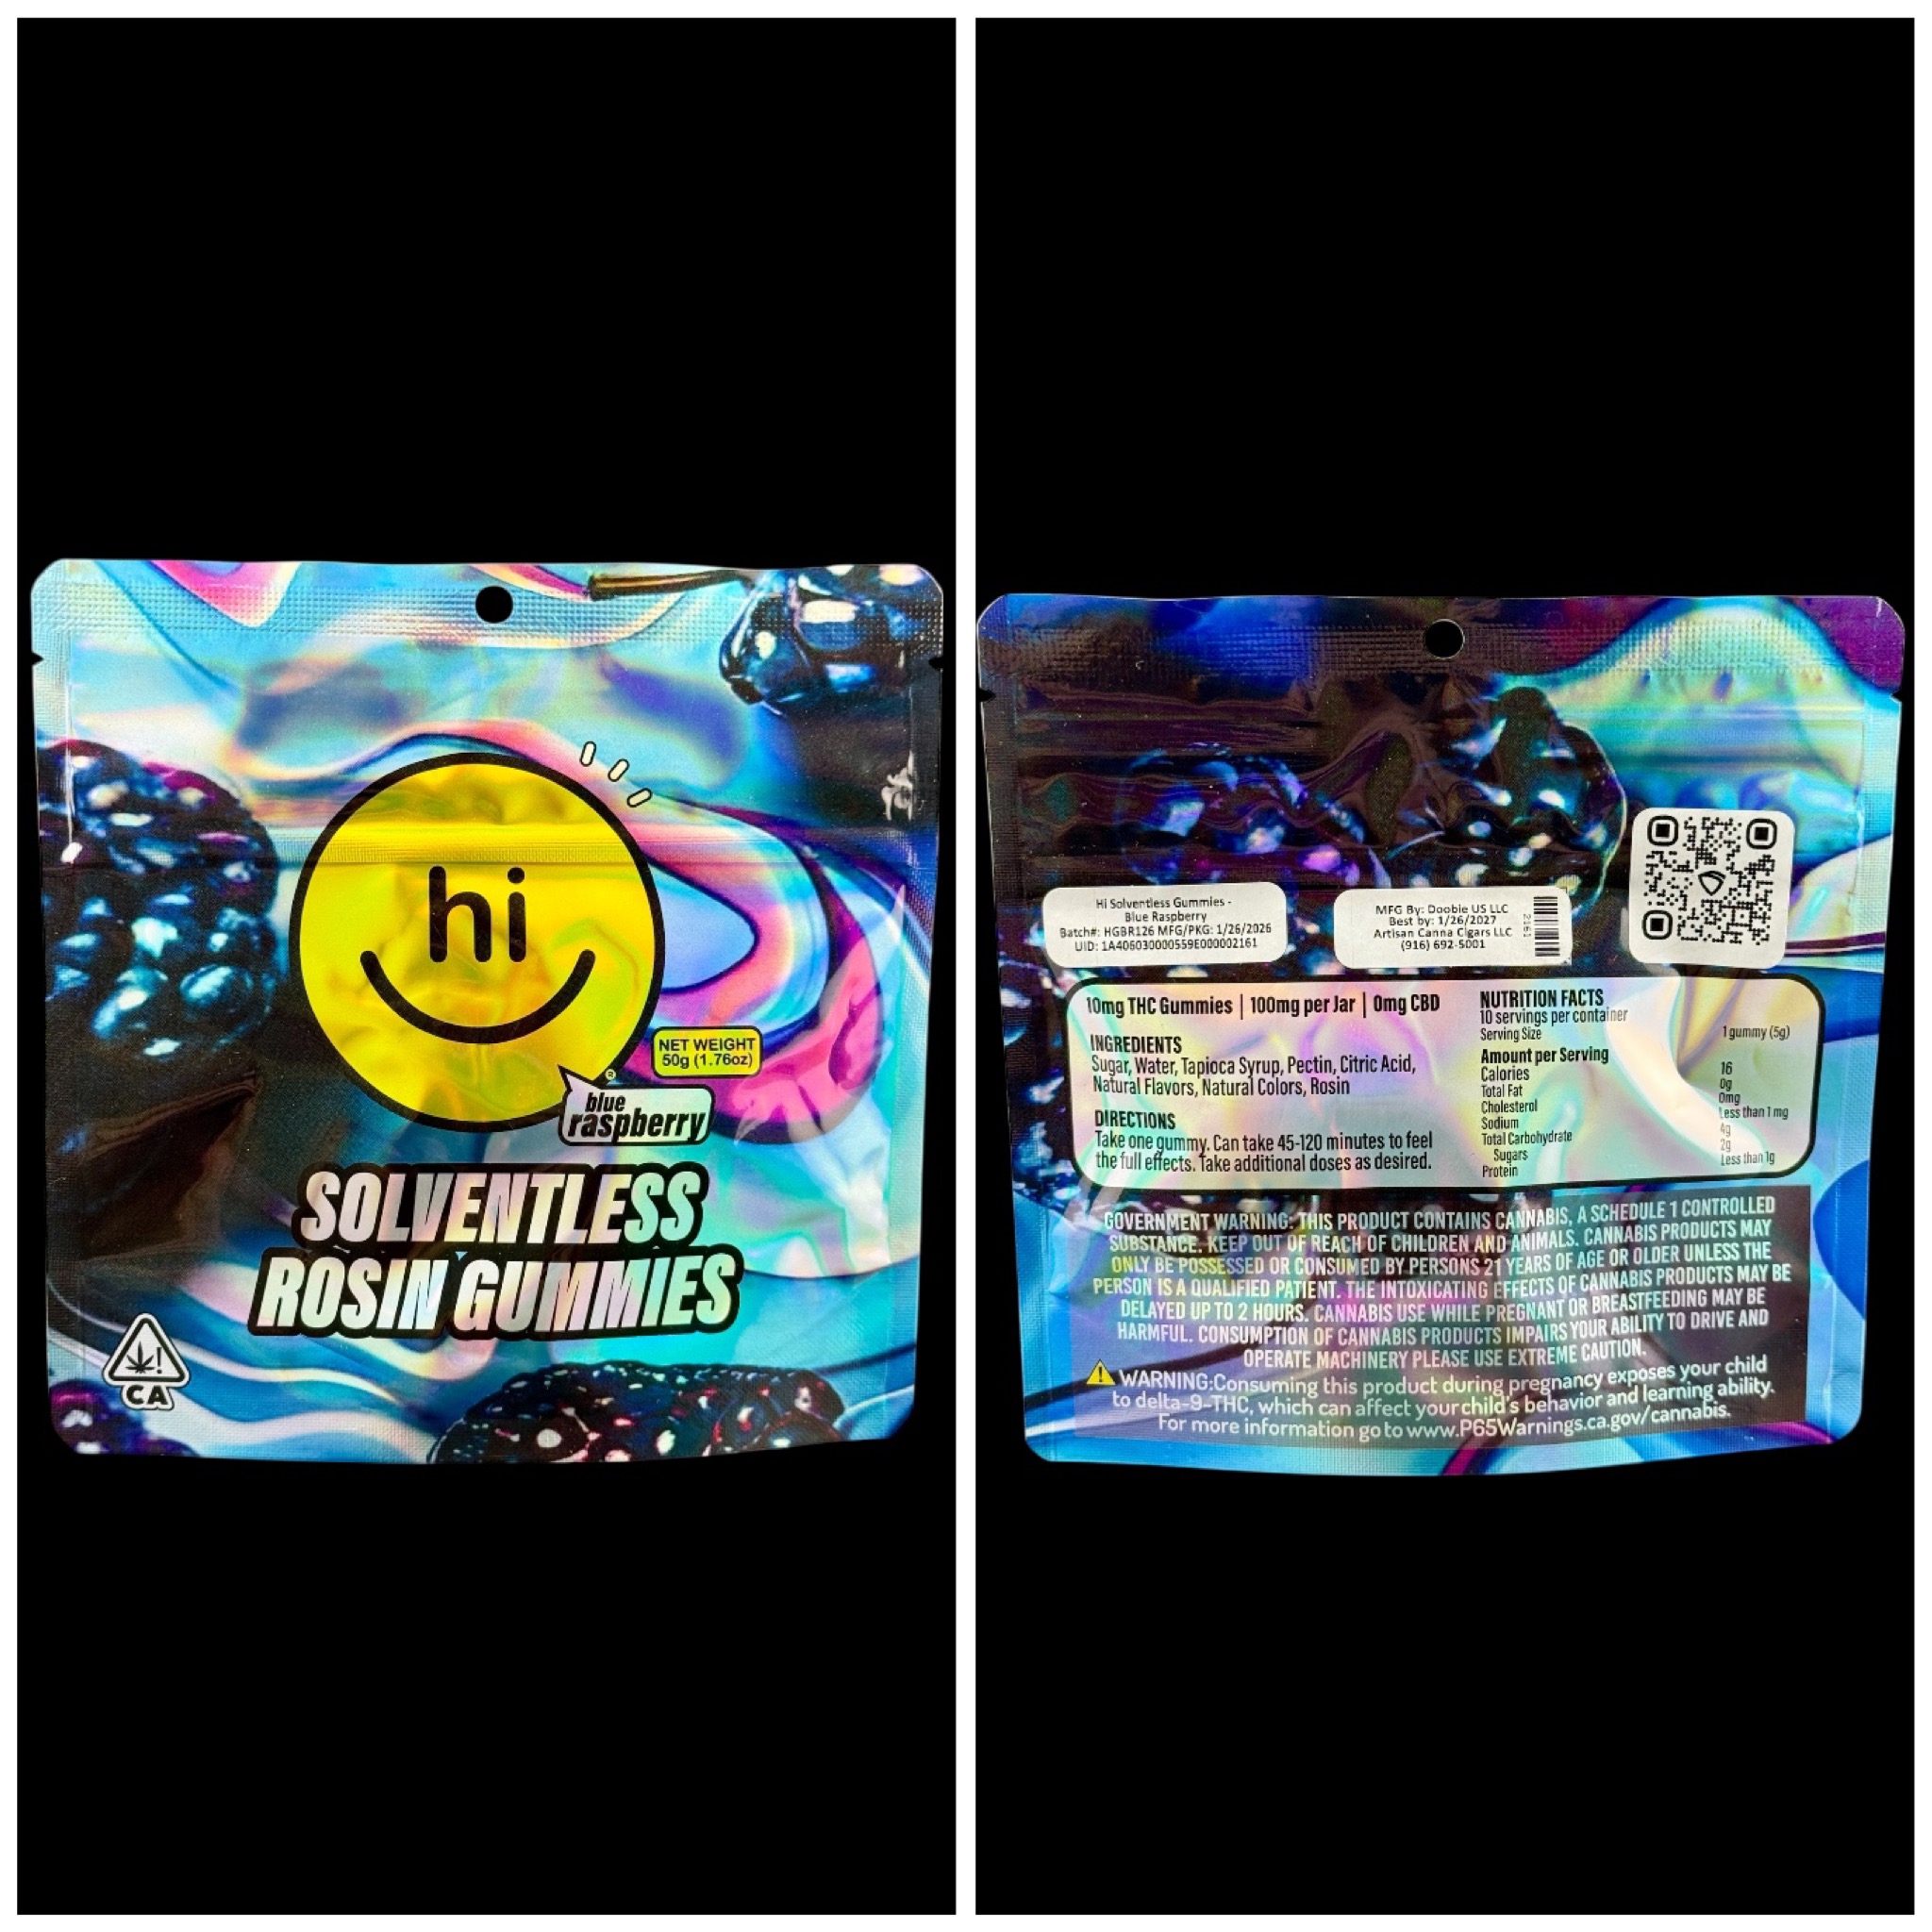 hi
NET WEIGHT
50g (1.76oz)
®
blue
raspberry
SOLVENTLESS
ROSIN GUMMIES
!
CA
Hi Solventless Gummies -
Blue Raspberry
Batch#: HGBR126 MFG/PKG: 1/26/2026
UID: 1A406030000559E000002161
MFG By: Doobie US LLC
Best by: 1/26/2027
Artisan Canna Cigars LLC
(916) 692-5001
2161
10mg THC Gummies | 100mg per Jar | 0mg CBD
INGREDIENTS
Sugar, Water, Tapioca Syrup, Pectin, Citric Acid,
Natural Flavors, Natural Colors, Rosin
DIRECTIONS
Take one gummy. Can take 45-120 minutes to feel
the full effects. Take additional doses as desired.
NUTRITION FACTS
10 servings per container
Serving Size 1 gummy (5g)
Amount per Serving
Calories 16
Total Fat 0g
Cholesterol 0mg
Sodium Less than 1 mg
Total Carbohydrate 4g
Sugars 2g
Protein Less than 1g
GOVERNMENT WARNING: THIS PRODUCT CONTAINS CANNABIS, A SCHEDULE 1 CONTROLLED
SUBSTANCE. KEEP OUT OF REACH OF CHILDREN AND ANIMALS. CANNABIS PRODUCTS MAY
ONLY BE POSSESSED OR CONSUMED BY PERSONS 21 YEARS OF AGE OR OLDER UNLESS THE
PERSON IS A QUALIFIED PATIENT. THE INTOXICATING EFFECTS OF CANNABIS PRODUCTS MAY BE
DELAYED UP TO 2 HOURS. CANNABIS USE WHILE PREGNANT OR BREASTFEEDING MAY BE
HARMFUL. CONSUMPTION OF CANNABIS PRODUCTS IMPAIRS YOUR ABILITY TO DRIVE AND
OPERATE MACHINERY PLEASE USE EXTREME CAUTION.
WARNING:Consuming this product during pregnancy exposes your child
to delta-9-THC, which can affect your child's behavior and learning ability.
For more information go to www.P65Warnings.ca.gov/cannabis.